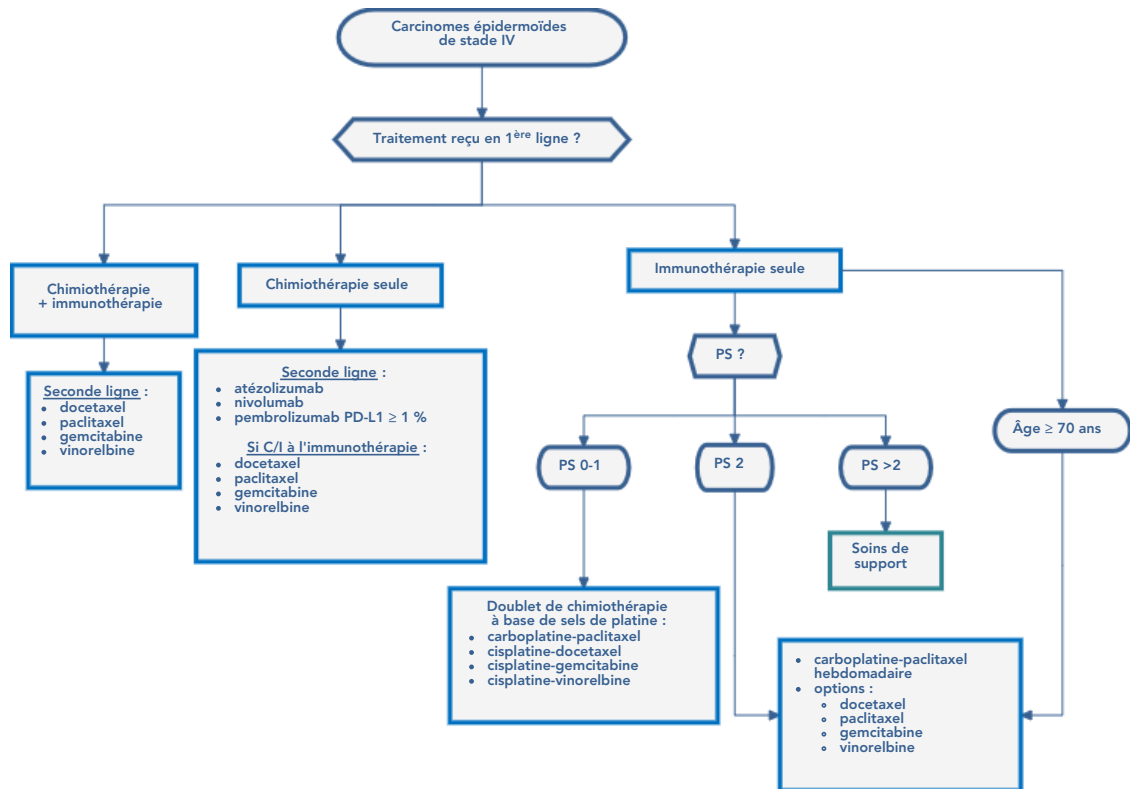 Carcinomes épidermoïdes
de stade IV
Traitement reçu en 1ère ligne ?
Chimiothérapie
+ immunothérapie
Seconde ligne :
• docetaxel
• paclitaxel
• gemcitabine
• vinorelbine
Chimiothérapie seule
Seconde ligne :
• atézolizumab
• nivolumab
• pembrolizumab PD-L1 ≥ 1 %
Si C/I à l'immunothérapie :
• docetaxel
• paclitaxel
• gemcitabine
• vinorelbine
Immunothérapie seule
PS ?
PS 0-1
PS 2
PS >2
Âge ≥ 70 ans
Soins de
support
Doublet de chimiothérapie
à base de sels de platine :
• carboplatine-paclitaxel
• cisplatine-docetaxel
• cisplatine-gemcitabine
• cisplatine-vinorelbine
• carboplatine-paclitaxel
hebdomadaire
• options :
∘ docetaxel
∘ paclitaxel
∘ gemcitabine
∘ vinorelbine